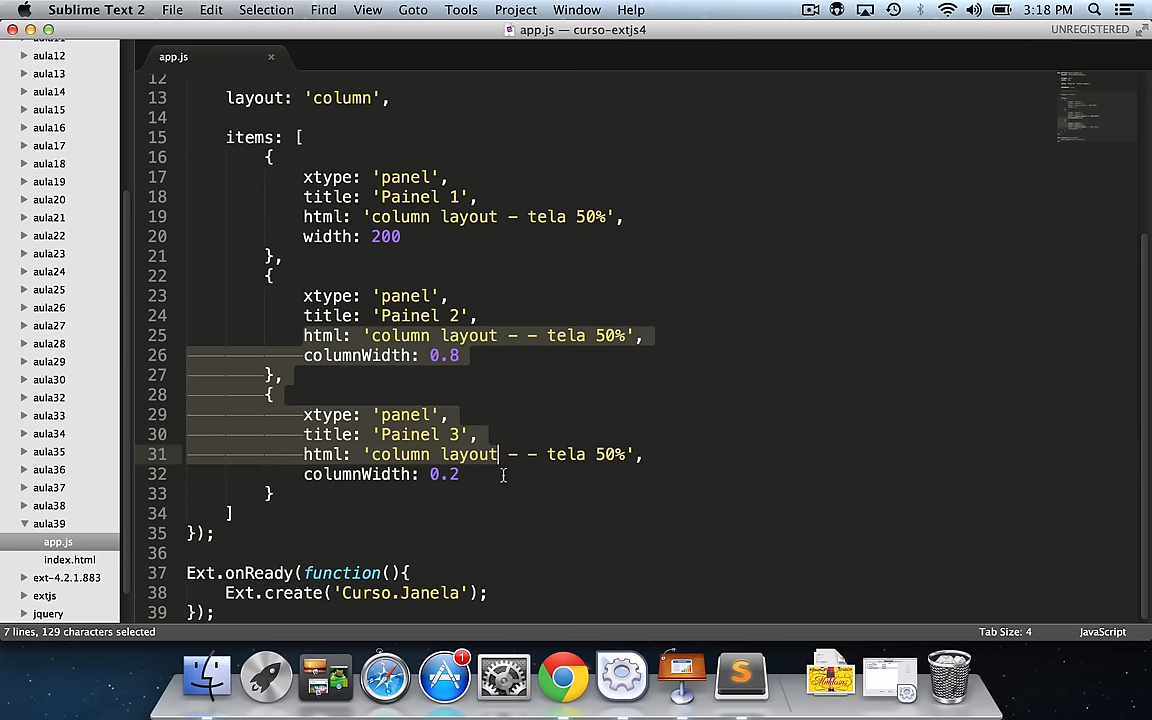 Sublime Text 2 File Edit Selection Find View Goto Tools Project Window Help 3:18 PM
app.js — curso-extjs4 UNREGISTERED
aula12
aula13
aula14
aula15
aula16
aula17
aula18
aula19
aula20
aula21
aula22
aula23
aula24
aula25
aula26
aula27
aula28
aula29
aula30
aula32
aula33
aula34
aula35
aula36
aula37
aula38
aula39
app.js
index.html
ext-4.2.1.883
extjs
jquery
app.js
12
13 layout: 'column',
14
15 items: [
16 {
17 xtype: 'panel',
18 title: 'Painel 1',
19 html: 'column layout - tela 50%',
20 width: 200
21 },
22 {
23 xtype: 'panel',
24 title: 'Painel 2',
25 html: 'column layout - - tela 50%',
26 columnWidth: 0.8
27 },
28 {
29 xtype: 'panel',
30 title: 'Painel 3',
31 html: 'column layout - - tela 50%',
32 columnWidth: 0.2
33 }
34 ]
35 });
36
37 Ext.onReady(function(){
38 Ext.create('Curso.Janela');
39 });
7 lines, 129 characters selected Tab Size: 4 JavaScript
1